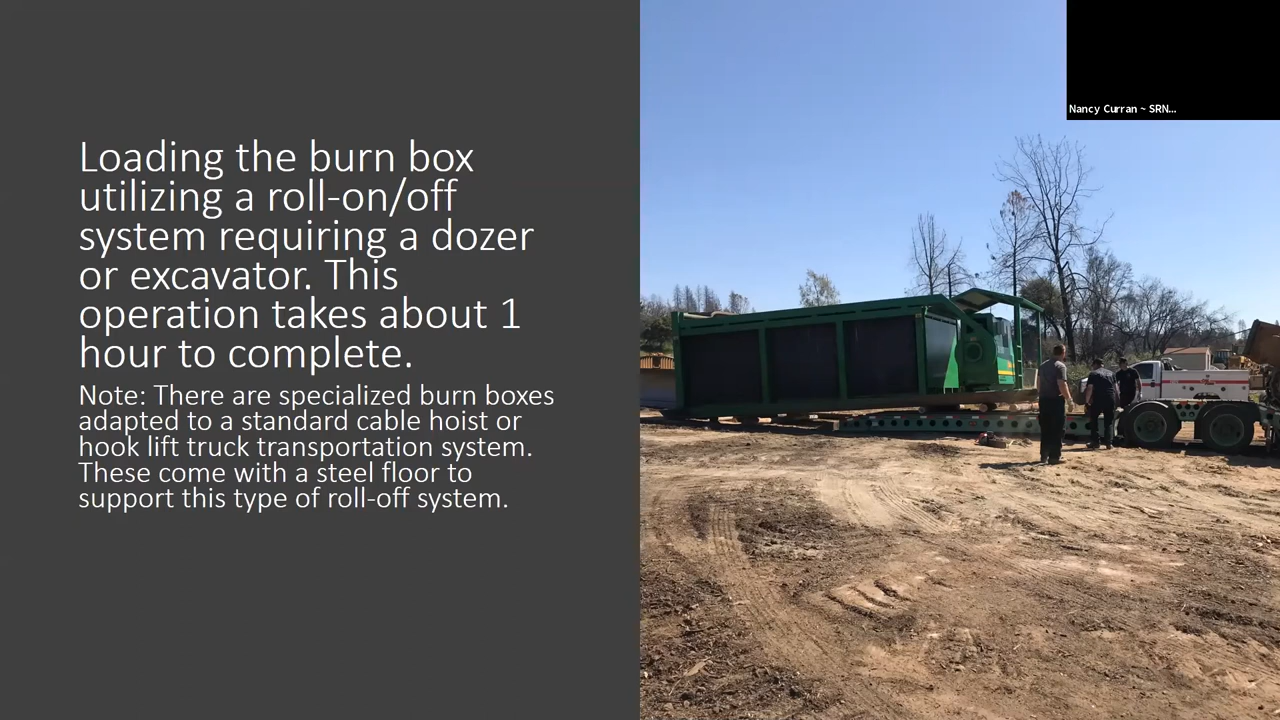 Loading the burn box
utilizing a roll-on/off
system requiring a dozer
or excavator. This
operation takes about 1
hour to complete.
Note: There are specialized burn boxes
adapted to a standard cable hoist or
hook lift truck transportation system.
These come with a steel floor to
support this type of roll-off system.
Nancy Curran ~ SRN...